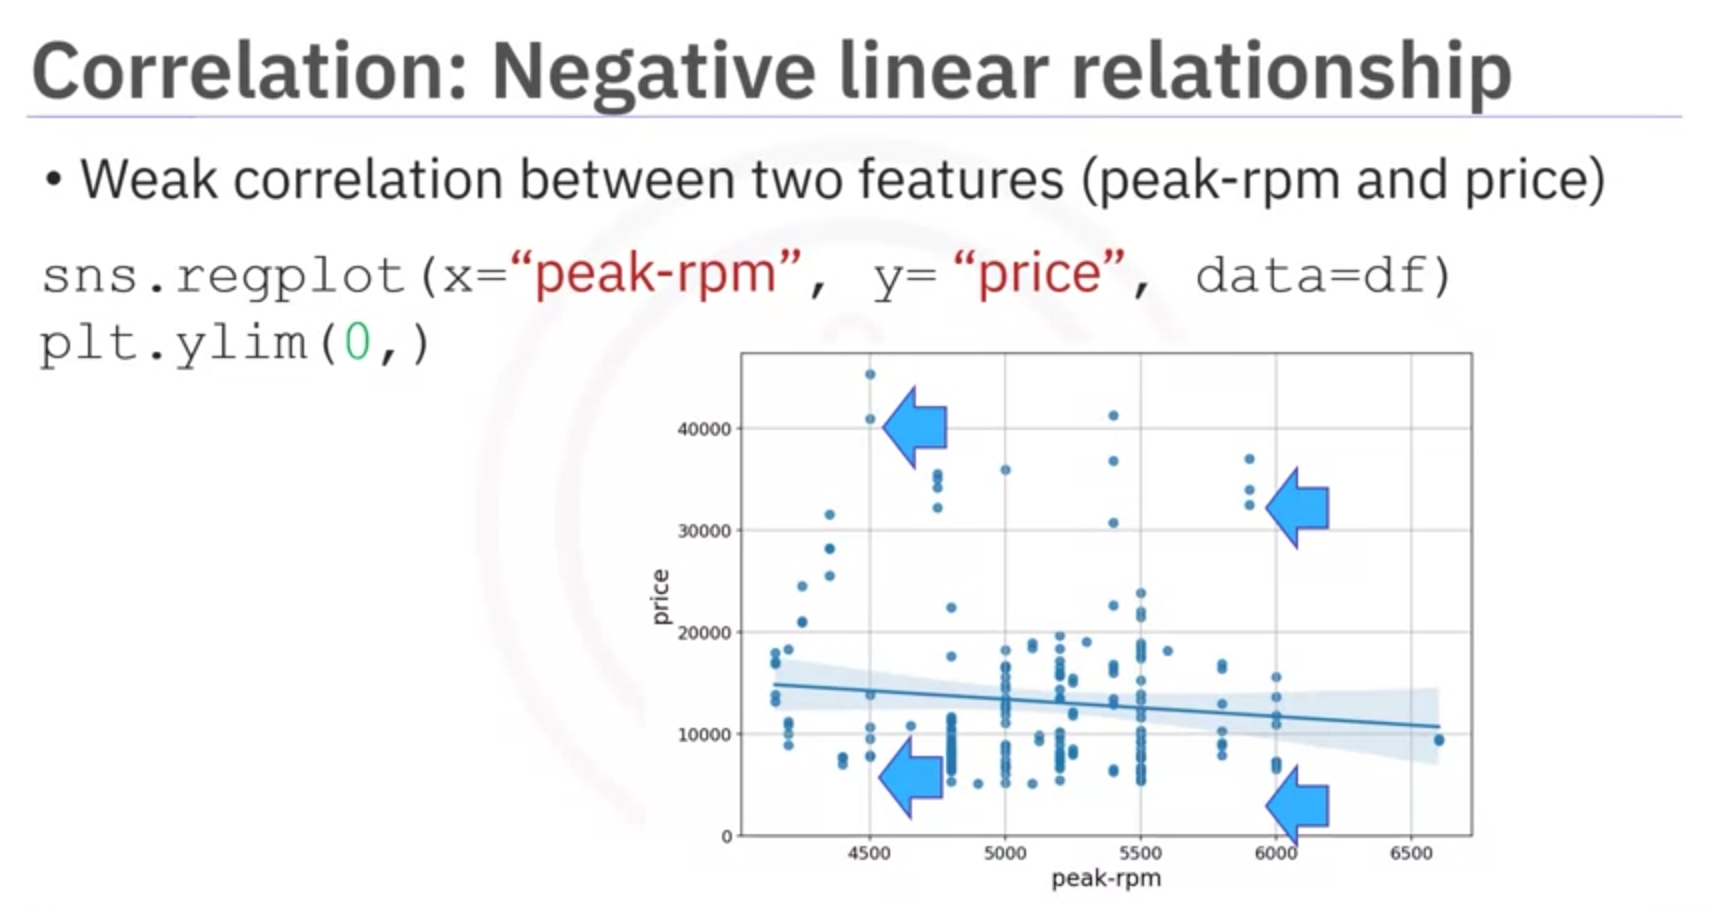 Correlation: Negative linear relationship
• Weak correlation between two features (peak-rpm and price)
sns.regplot(x=“peak-rpm”, y= “price”, data=df)
plt.ylim(0,)
40000
30000
20000
10000
0
price
4500 5000 5500 6000 6500
peak-rpm